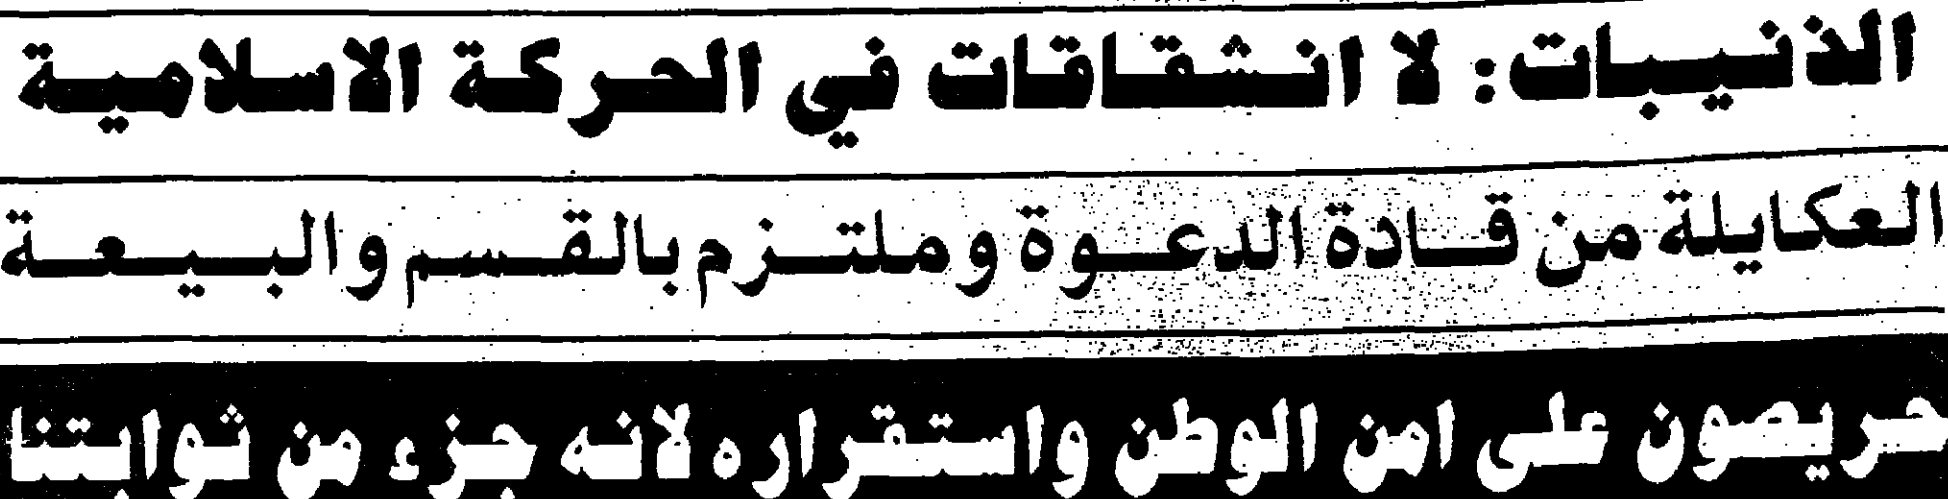 الذنيبات: لا انشقاقات في الحركة الاسلامية
العكايلة من قادة الدعوة وملتزم بالقسم والبيعة
حريصون على امن الوطن واستقراره لانه جزء من ثوابتنا